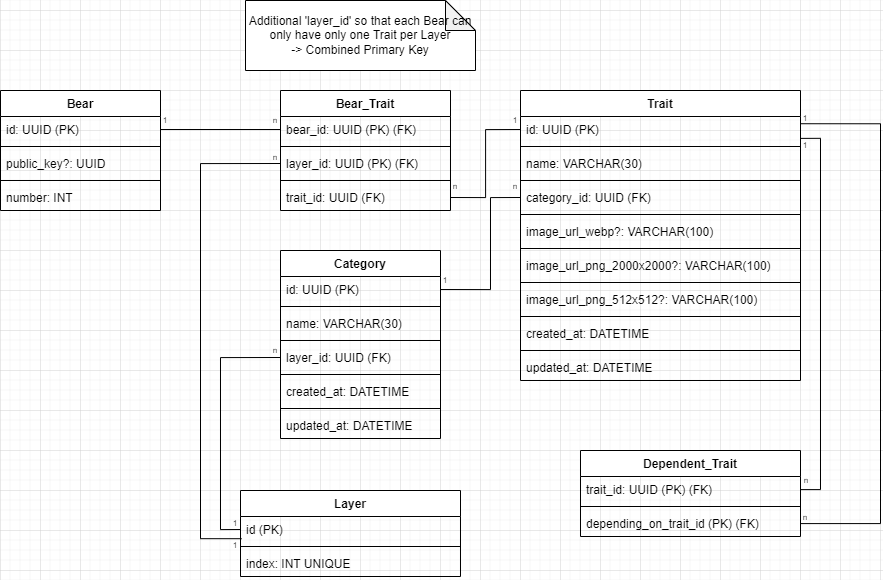 Additional 'layer_id' so that each Bear can
only have only one Trait per Layer
-> Combined Primary Key
Bear
id: UUID (PK)
public_key?: UUID
number: INT
1
n
Bear_Trait
bear_id: UUID (PK) (FK)
n
layer_id: UUID (PK) (FK)
trait_id: UUID (FK)
n
1
Trait
id: UUID (PK)
name: VARCHAR(30)
n
category_id: UUID (FK)
image_url_webp?: VARCHAR(100)
image_url_png_2000x2000?: VARCHAR(100)
image_url_png_512x512?: VARCHAR(100)
created_at: DATETIME
updated_at: DATETIME
1
1
Category
id: UUID (PK)
1
name: VARCHAR(30)
n
layer_id: UUID (FK)
created_at: DATETIME
updated_at: DATETIME
Dependent_Trait
trait_id: UUID (PK) (FK)
n
depending_on_trait_id (PK) (FK)
n
Layer
1
id (PK)
1
index: INT UNIQUE